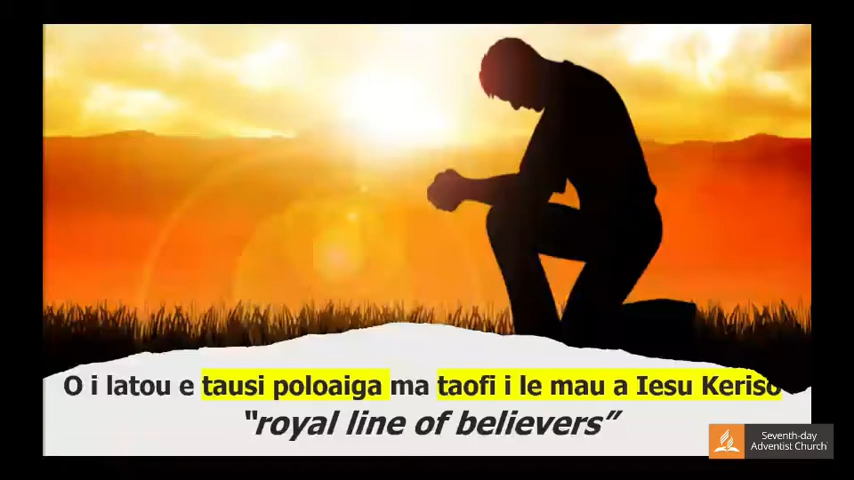 O i latou e tausi poloaiga ma taofi i le mau a Iesu Keriso
“royal line of believers”
Seventh-day
Adventist Church